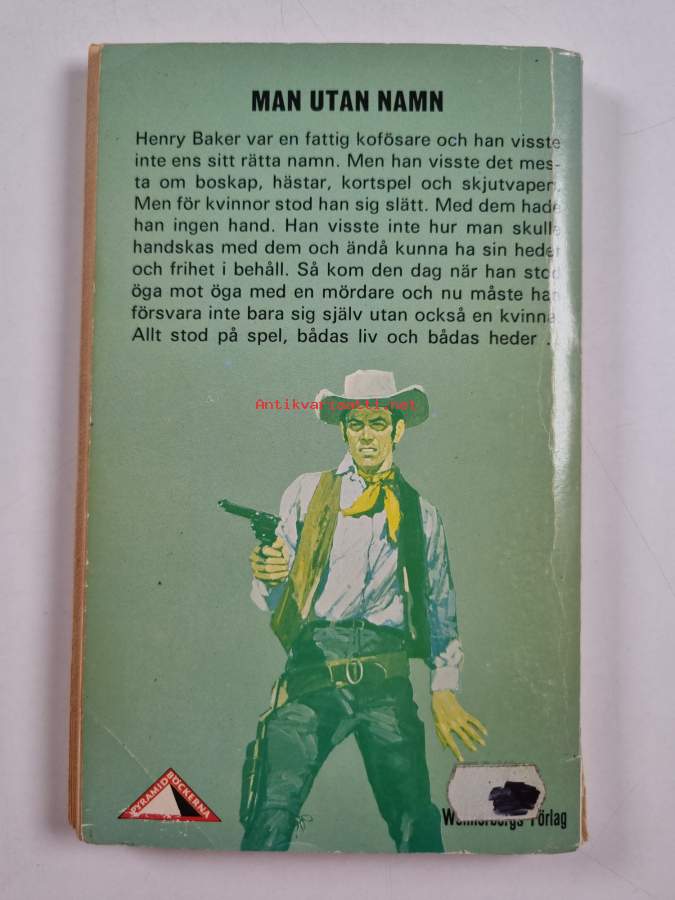 MAN UTAN NAMN
Henry Baker var en fattig kofösare och han visste
inte ens sitt rätta namn. Men han visste det mes-
ta om boskap, hästar, kortspel och skjutvapen.
Men för kvinnor stod han sig slätt. Med dem hade
han ingen hand. Han visste inte hur man skulle
handskas med dem och ändå kunna ha sin heder
och frihet i behåll. Så kom den dag när han stod
öga mot öga med en mördare och nu måste han
försvara inte bara sig själv utan också en kvinna.
Allt stod på spel, bådas liv och bådas heder ..
Antikvariaatti.net
PYRAMIDBÖCKERNA
Förlag